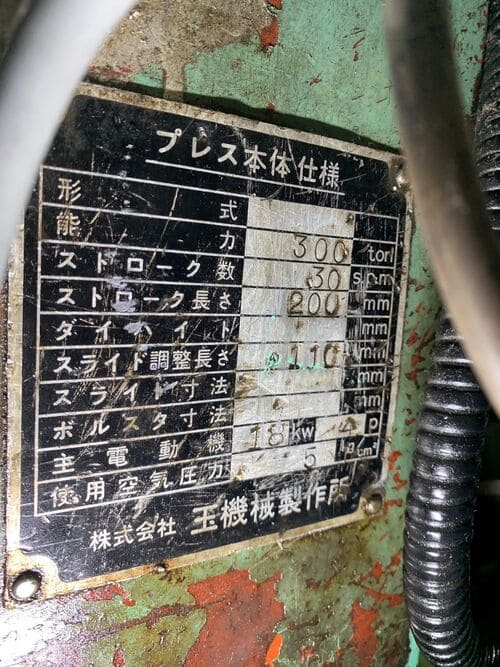 プレス本体仕様
形式
能力 300 ton
ストローク数 30 s.p.m
ストローク長さ 200 mm
ダイハイト mm
スライド調整長さ 110 mm
スライド寸法 mm
ボルスタ寸法 mm
主電動機 18 kw 4 p
使用空気圧力 5
株式会社 玉機械製作所